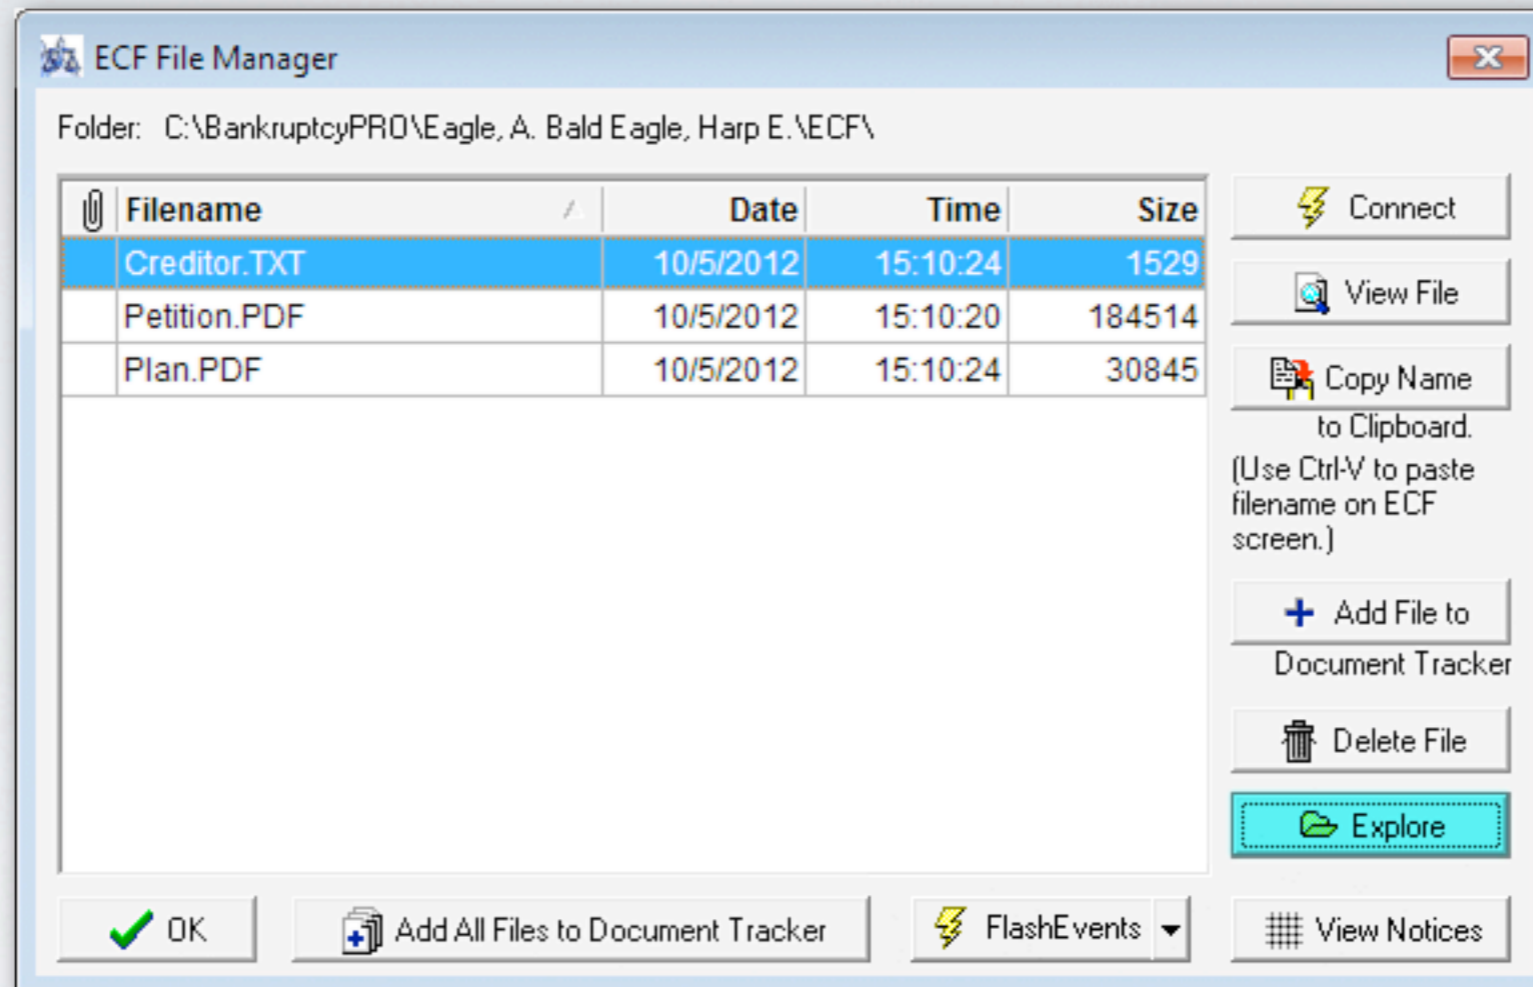 ECF File Manager
Folder: C:\BankruptcyPRO\Eagle, A. Bald Eagle, Harp E.\ECF\
Filename Date Time Size
Creditor.TXT 10/5/2012 15:10:24 1529
Petition.PDF 10/5/2012 15:10:20 184514
Plan.PDF 10/5/2012 15:10:24 30845
Connect
View File
Copy Name
to Clipboard.
(Use Ctrl-V to paste
filename on ECF
screen.)
Add File to
Document Tracker
Delete File
Explore
OK Add All Files to Document Tracker FlashEvents View Notices